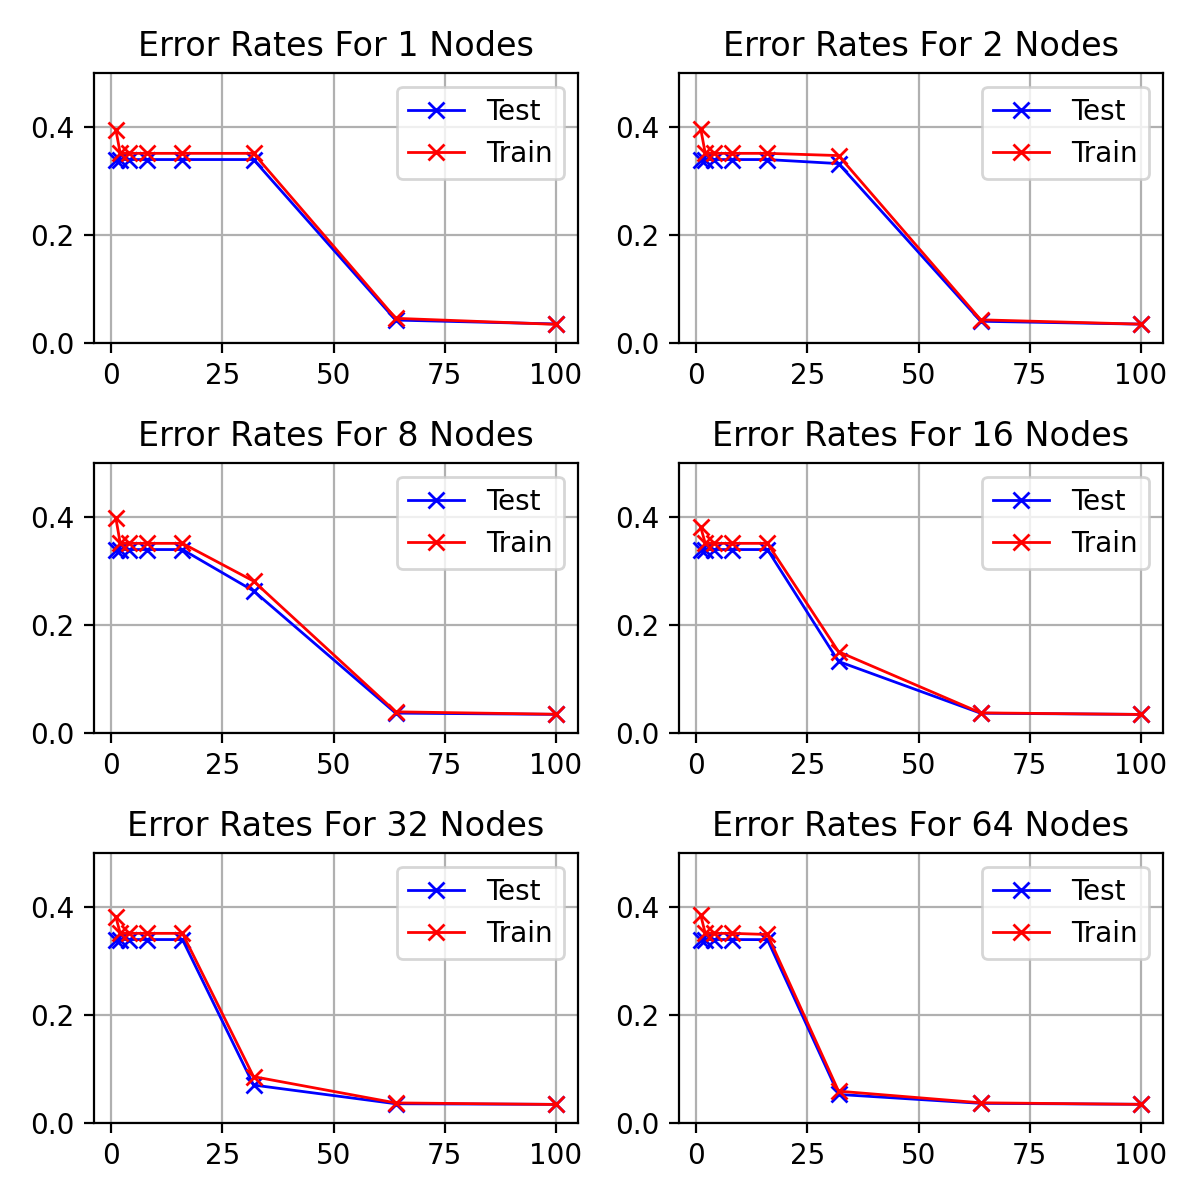 Error Rates For 1 Nodes
Test
Train
0.4
0.2
0.0
0 25 50 75 100
Error Rates For 2 Nodes
Test
Train
0.4
0.2
0.0
0 25 50 75 100
Error Rates For 8 Nodes
Test
Train
0.4
0.2
0.0
0 25 50 75 100
Error Rates For 16 Nodes
Test
Train
0.4
0.2
0.0
0 25 50 75 100
Error Rates For 32 Nodes
Test
Train
0.4
0.2
0.0
0 25 50 75 100
Error Rates For 64 Nodes
Test
Train
0.4
0.2
0.0
0 25 50 75 100